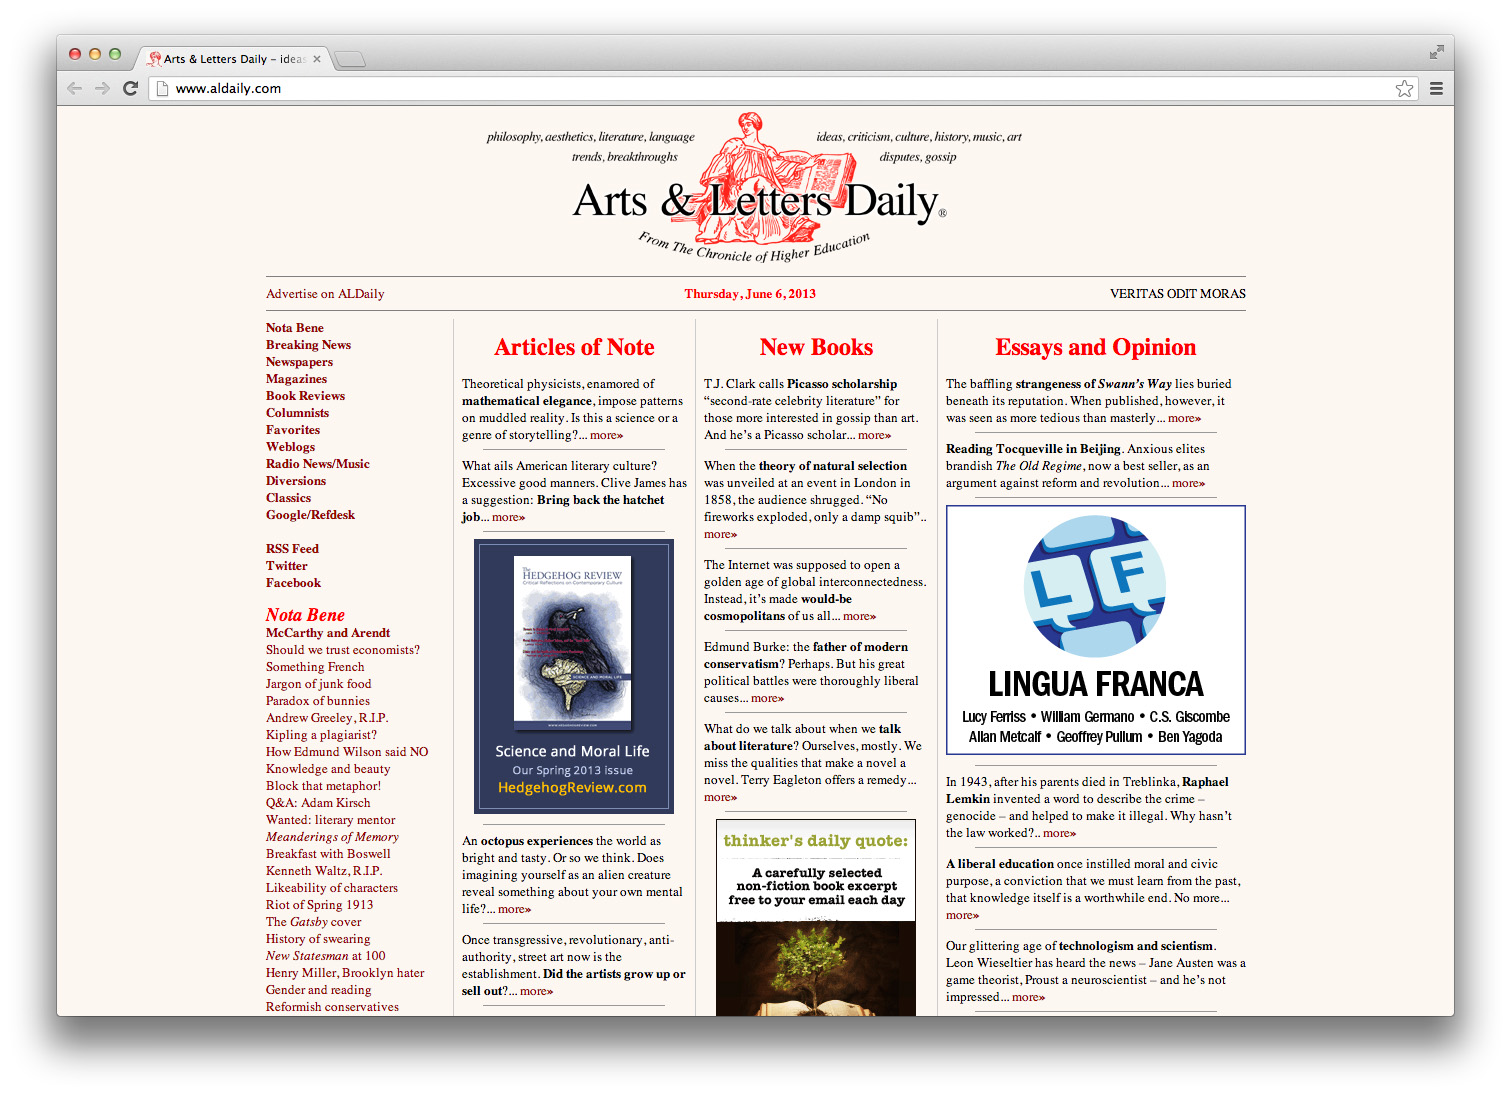 Arts & Letters Daily – ideas
www.aldaily.com
philosophy, aesthetics, literature, language
trends, breakthroughs
ideas, criticism, culture, history, music, art
disputes, gossip
Arts & Letters Daily®
From The Chronicle of Higher Education
Advertise on ALDaily
Thursday, June 6, 2013
VERITAS ODIT MORAS
Nota Bene
Breaking News
Newspapers
Magazines
Book Reviews
Columnists
Favorites
Weblogs
Radio News/Music
Diversions
Classics
Google/Refdesk
RSS Feed
Twitter
Facebook
Nota Bene
McCarthy and Arendt
Should we trust economists?
Something French
Jargon of junk food
Paradox of bunnies
Andrew Greeley, R.I.P.
Kipling a plagiarist?
How Edmund Wilson said NO
Knowledge and beauty
Block that metaphor!
Q&A: Adam Kirsch
Wanted: literary mentor
Meanderings of Memory
Breakfast with Boswell
Kenneth Waltz, R.I.P.
Likeability of characters
Riot of Spring 1913
The Gatsby cover
History of swearing
New Statesman at 100
Henry Miller, Brooklyn hater
Gender and reading
Reformish conservatives
Articles of Note
Theoretical physicists, enamored of
mathematical elegance, impose patterns
on muddled reality. Is this a science or a
genre of storytelling?... more»
What ails American literary culture?
Excessive good manners. Clive James has
a suggestion: Bring back the hatchet
job... more»
The
HEDGEHOG REVIEW
Critical Reflections on Contemporary Culture
SCIENCE AND MORAL LIFE
Science and Moral Life
Our Spring 2013 issue
HedgehogReview.com
An octopus experiences the world as
bright and tasty. Or so we think. Does
imagining yourself as an alien creature
reveal something about your own mental
life?... more»
Once transgressive, revolutionary, anti-
authority, street art now is the
establishment. Did the artists grow up or
sell out?... more»
New Books
T.J. Clark calls Picasso scholarship
“second-rate celebrity literature” for
those more interested in gossip than art.
And he’s a Picasso scholar... more»
When the theory of natural selection
was unveiled at an event in London in
1858, the audience shrugged. “No
fireworks exploded, only a damp squib”..
more»
The Internet was supposed to open a
golden age of global interconnectedness.
Instead, it’s made would-be
cosmopolitans of us all... more»
Edmund Burke: the father of modern
conservatism? Perhaps. But his great
political battles were thoroughly liberal
causes... more»
What do we talk about when we talk
about literature? Ourselves, mostly. We
miss the qualities that make a novel a
novel. Terry Eagleton offers a remedy...
more»
thinker's daily quote:
A carefully selected
non-fiction book excerpt
free to your email each day
Essays and Opinion
The baffling strangeness of Swann’s Way lies buried
beneath its reputation. When published, however, it
was seen as more tedious than masterly... more»
Reading Tocqueville in Beijing. Anxious elites
brandish The Old Regime, now a best seller, as an
argument against reform and revolution... more»
L F
LINGUA FRANCA
Lucy Ferriss • William Germano • C.S. Giscombe
Allan Metcalf • Geoffrey Pullum • Ben Yagoda
In 1943, after his parents died in Treblinka, Raphael
Lemkin invented a word to describe the crime –
genocide – and helped to make it illegal. Why hasn’t
the law worked?.. more»
A liberal education once instilled moral and civic
purpose, a conviction that we must learn from the past,
that knowledge itself is a worthwhile end. No more...
more»
Our glittering age of technologism and scientism.
Leon Wieseltier has heard the news – Jane Austen was a
game theorist, Proust a neuroscientist – and he’s not
impressed... more»